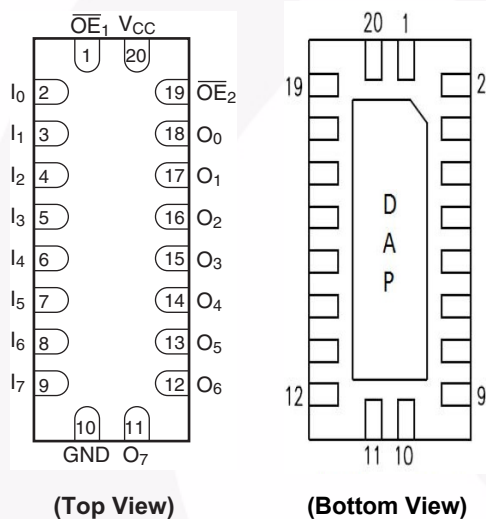 OE1 VCC
20 1
1 20
I0 2 19 OE2
19 2
I1 3 18 O0
I2 4 17 O1
I3 5 16 O2
I4 6 15 O3
I5 7 14 O4
I6 8 13 O5
I7 9 12 O6
D
A
P
12 9
10 11
11 10
GND O7
(Top View)
(Bottom View)